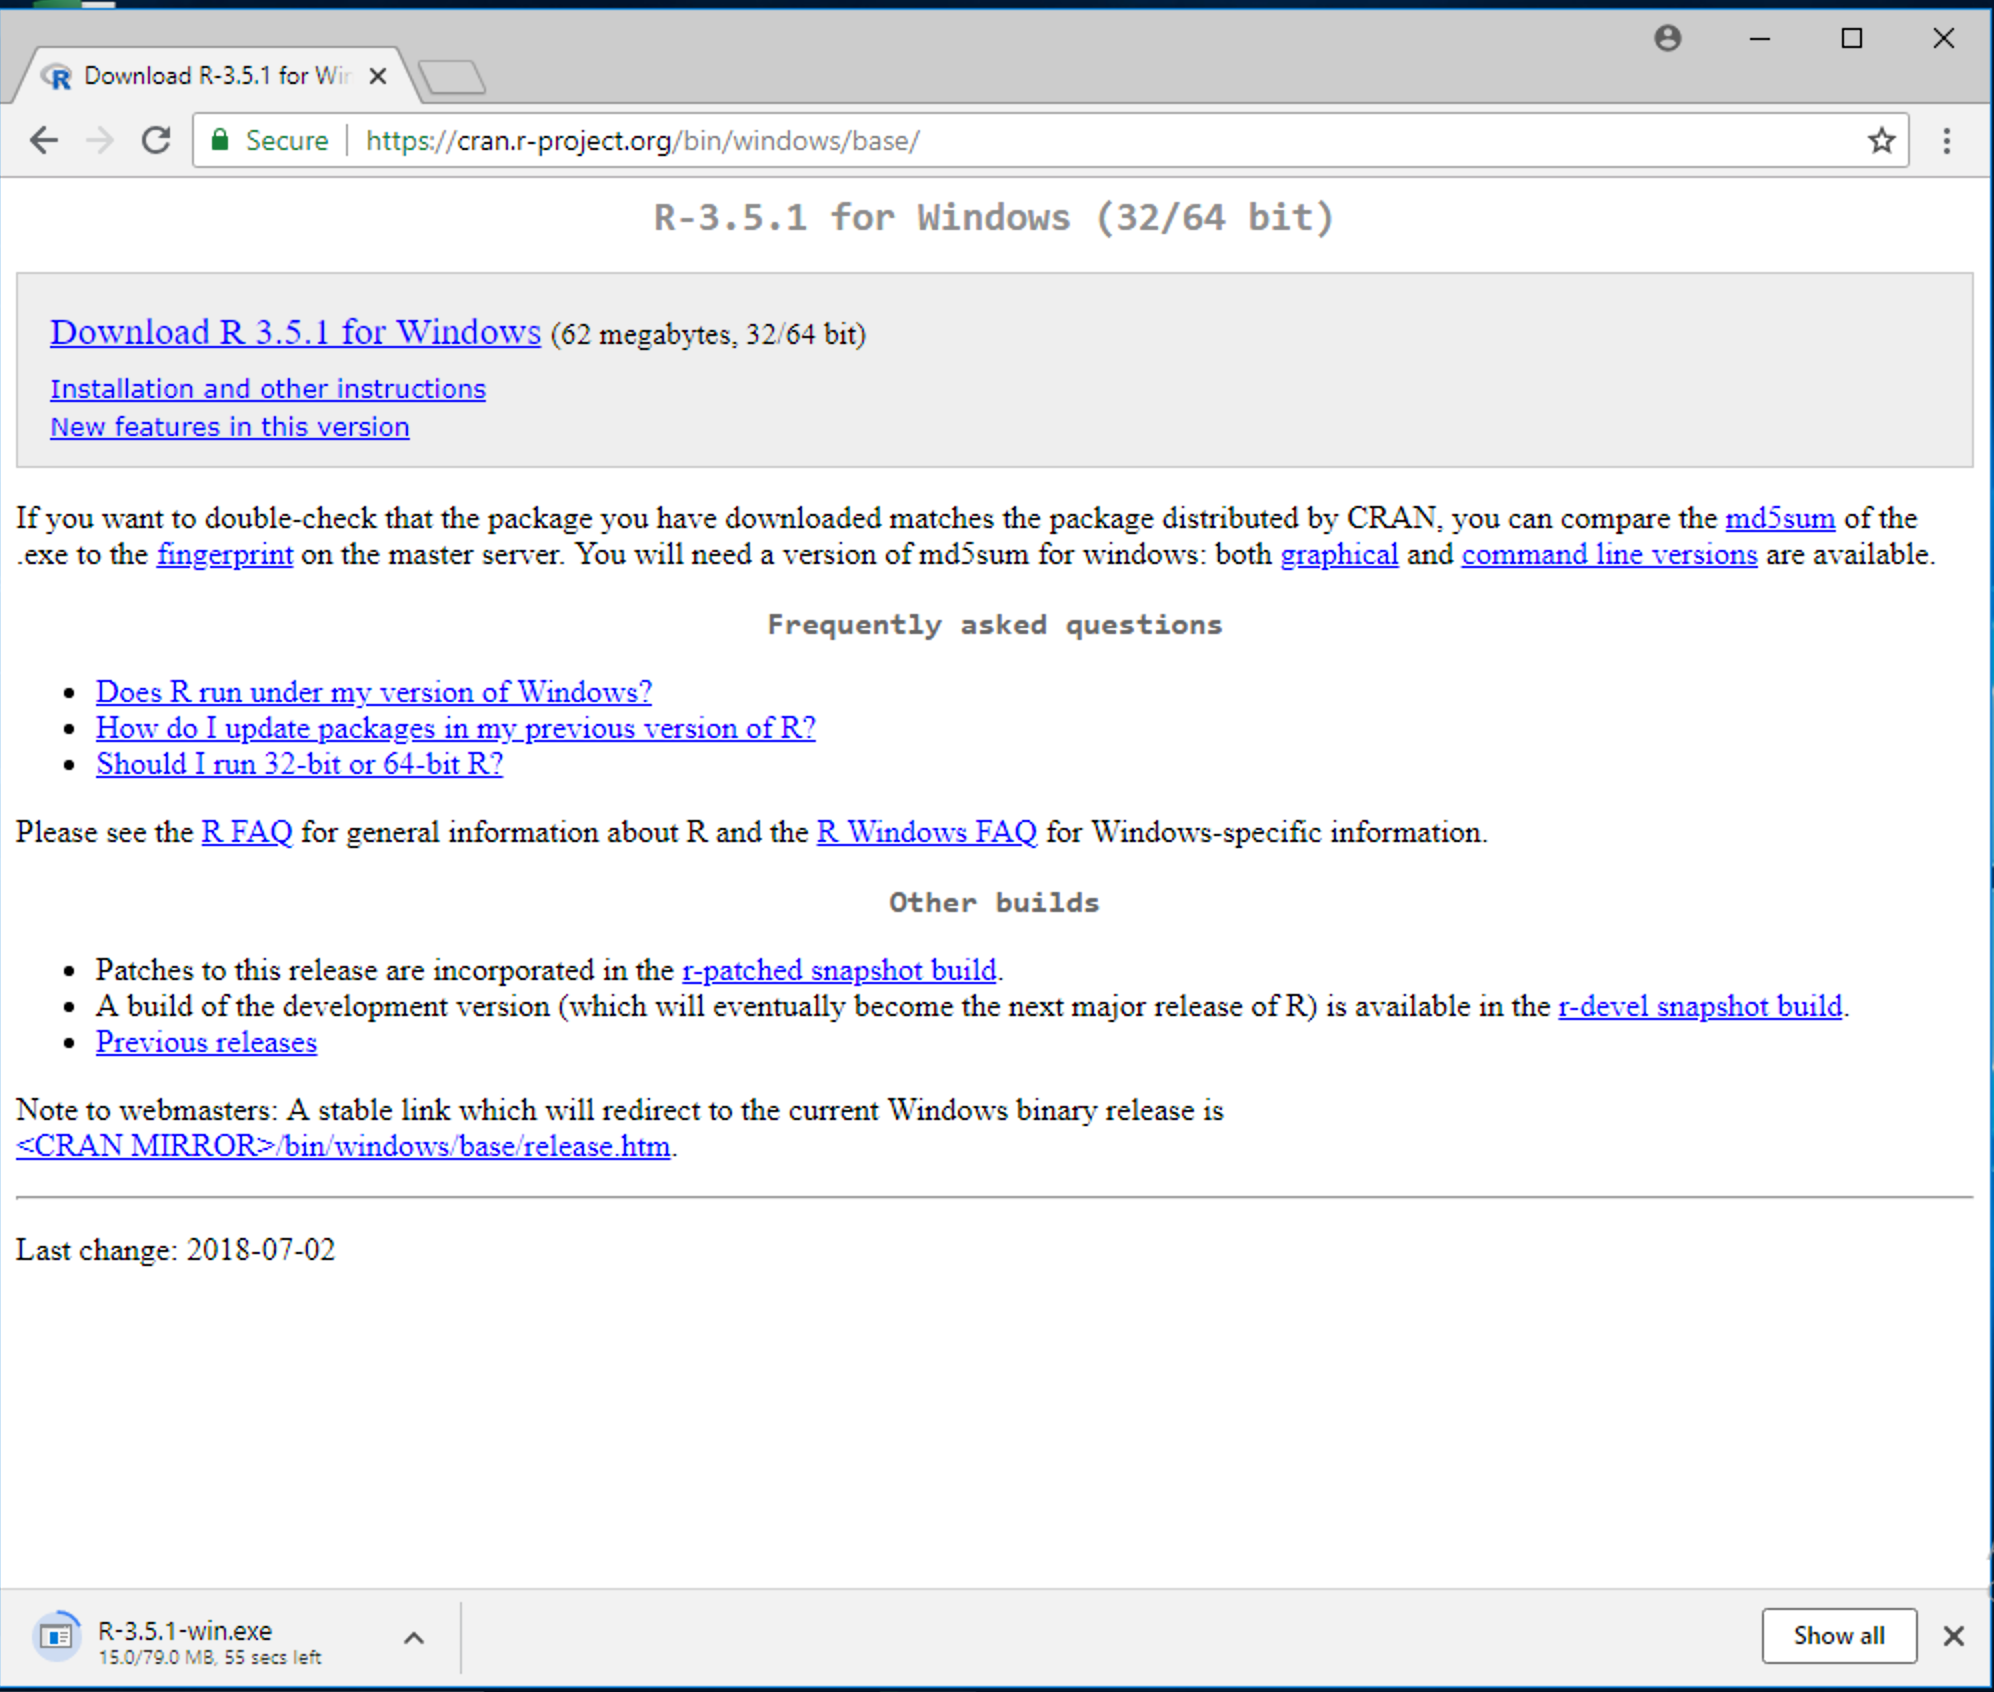 Download R-3.5.1 for Win
Secure
https://cran.r-project.org/bin/windows/base/
R-3.5.1 for Windows (32/64 bit)
Download R 3.5.1 for Windows (62 megabytes, 32/64 bit)
Installation and other instructions
New features in this version
If you want to double-check that the package you have downloaded matches the package distributed by CRAN, you can compare the md5sum of the
.exe to the fingerprint on the master server. You will need a version of md5sum for windows: both graphical and command line versions are available.
Frequently asked questions
• Does R run under my version of Windows?
• How do I update packages in my previous version of R?
• Should I run 32-bit or 64-bit R?
Please see the R FAQ for general information about R and the R Windows FAQ for Windows-specific information.
Other builds
• Patches to this release are incorporated in the r-patched snapshot build.
• A build of the development version (which will eventually become the next major release of R) is available in the r-devel snapshot build.
• Previous releases
Note to webmasters: A stable link which will redirect to the current Windows binary release is
<CRAN MIRROR>/bin/windows/base/release.htm.
Last change: 2018-07-02
R-3.5.1-win.exe
15.0/79.0 MB, 55 secs left
Show all